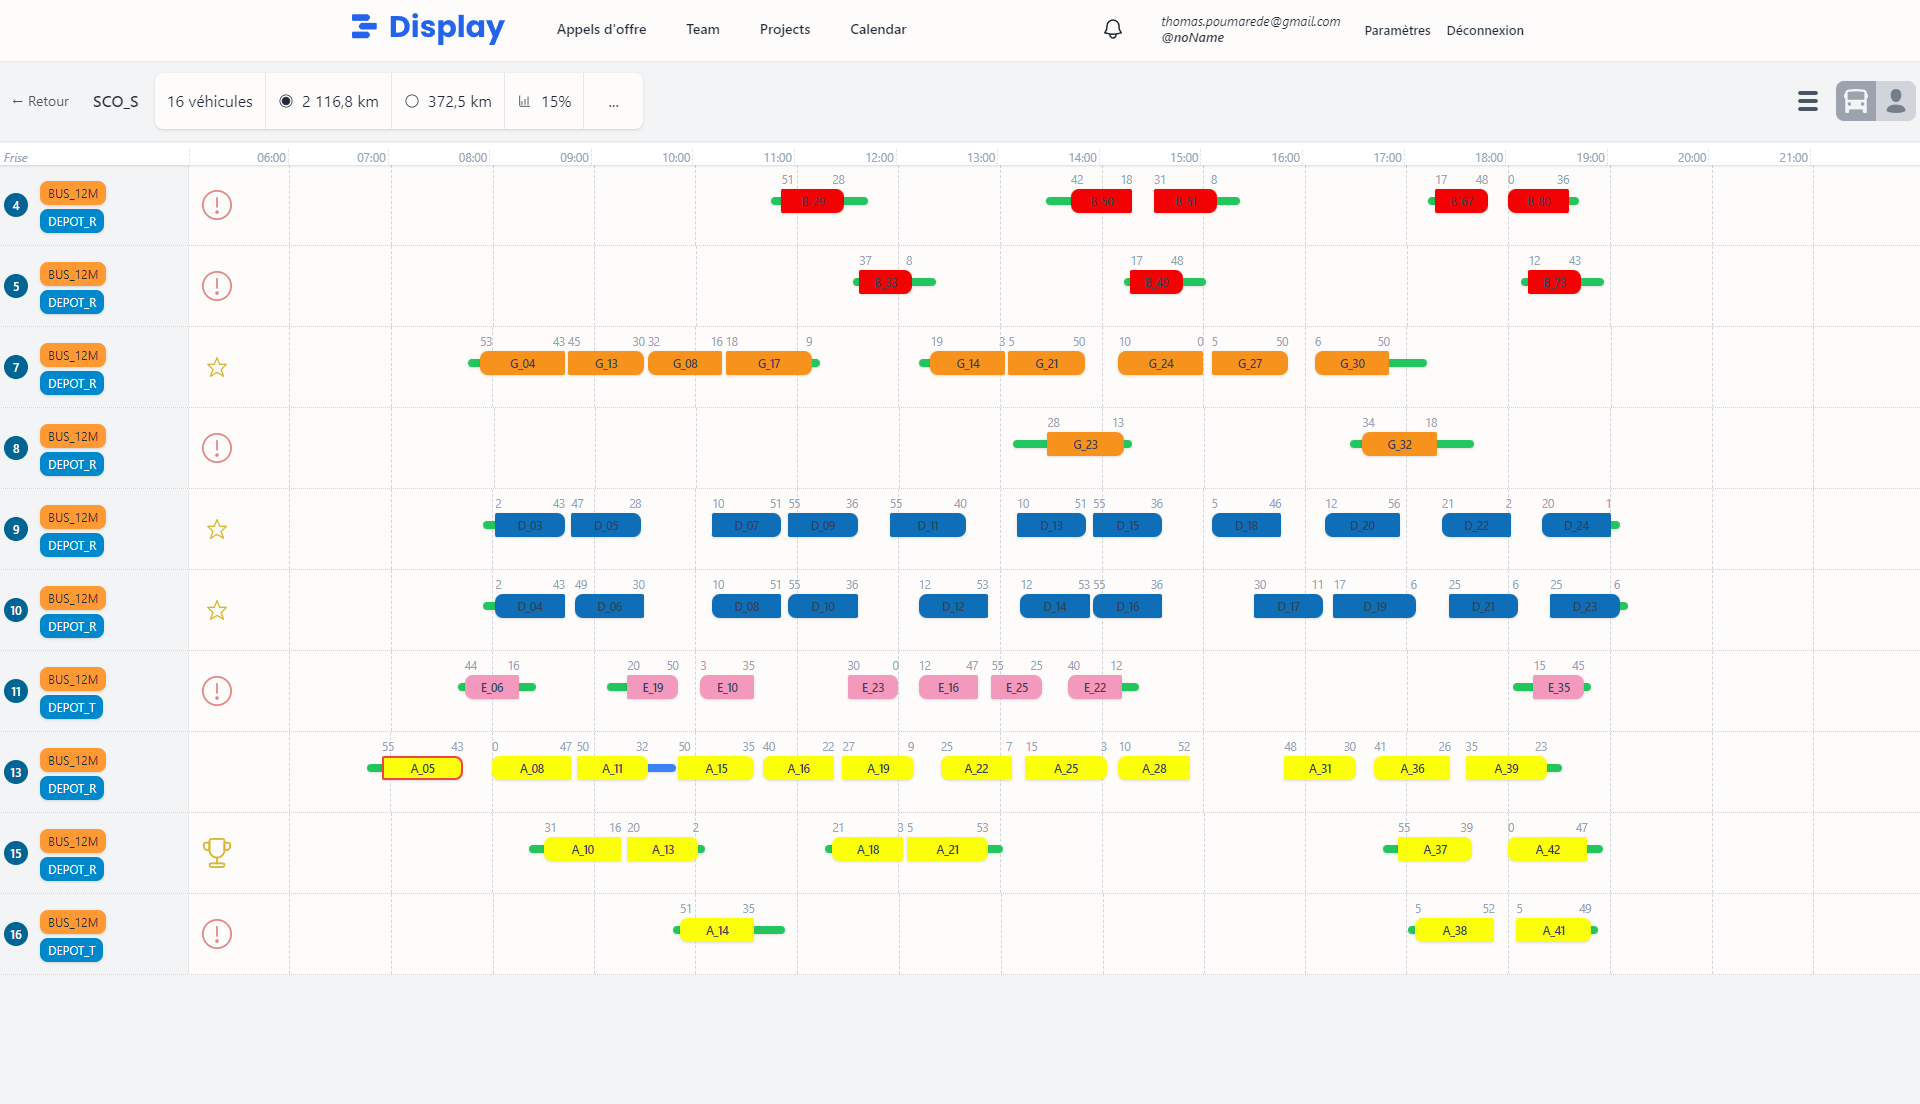 Display
Appels d'offre Team Projects Calendar
thomas.poumarede@gmail.com
@noName
Paramètres Déconnexion
← Retour SCO_S 16 véhicules 2 116,8 km 372,5 km 15% ...
Frise 06:00 07:00 08:00 09:00 10:00 11:00 12:00 13:00 14:00 15:00 16:00 17:00 18:00 19:00 20:00 21:00
51 28 42 18 31 8 17 48 0 36
4 BUS_12M DEPOT_R
B_29 B_50 B_51 B_67 B_80
37 8 17 48 12 43
5 BUS_12M DEPOT_R
B_33 B_49 B_73
53 43 45 30 32 16 18 9 19 3 5 50 10 0 5 50 6 50
7 BUS_12M DEPOT_R
G_04 G_13 G_08 G_17 G_14 G_21 G_24 G_27 G_30
28 13 34 18
8 BUS_12M DEPOT_R
G_23 G_32
2 43 47 28 10 51 55 36 55 40 10 51 55 36 5 46 12 56 21 2 20 1
9 BUS_12M DEPOT_R
D_03 D_05 D_07 D_09 D_11 D_13 D_15 D_18 D_20 D_22 D_24
2 43 49 30 10 51 55 36 12 53 12 53 55 36 30 11 17 6 25 6 25 6
10 BUS_12M DEPOT_R
D_04 D_06 D_08 D_10 D_12 D_14 D_16 D_17 D_19 D_21 D_23
44 16 20 50 3 35 30 0 12 47 55 25 40 12 15 45
11 BUS_12M DEPOT_T
E_06 E_19 E_10 E_23 E_16 E_25 E_22 E_35
55 43 0 47 50 32 50 35 40 22 27 9 25 7 15 3 10 52 48 30 41 26 35 23
13 BUS_12M DEPOT_R
A_05 A_08 A_11 A_15 A_16 A_19 A_22 A_25 A_28 A_31 A_36 A_39
31 16 20 2 21 3 5 53 55 39 0 47
15 BUS_12M DEPOT_R
A_10 A_13 A_18 A_21 A_37 A_42
51 35 5 52 5 49
16 BUS_12M DEPOT_T
A_14 A_38 A_41